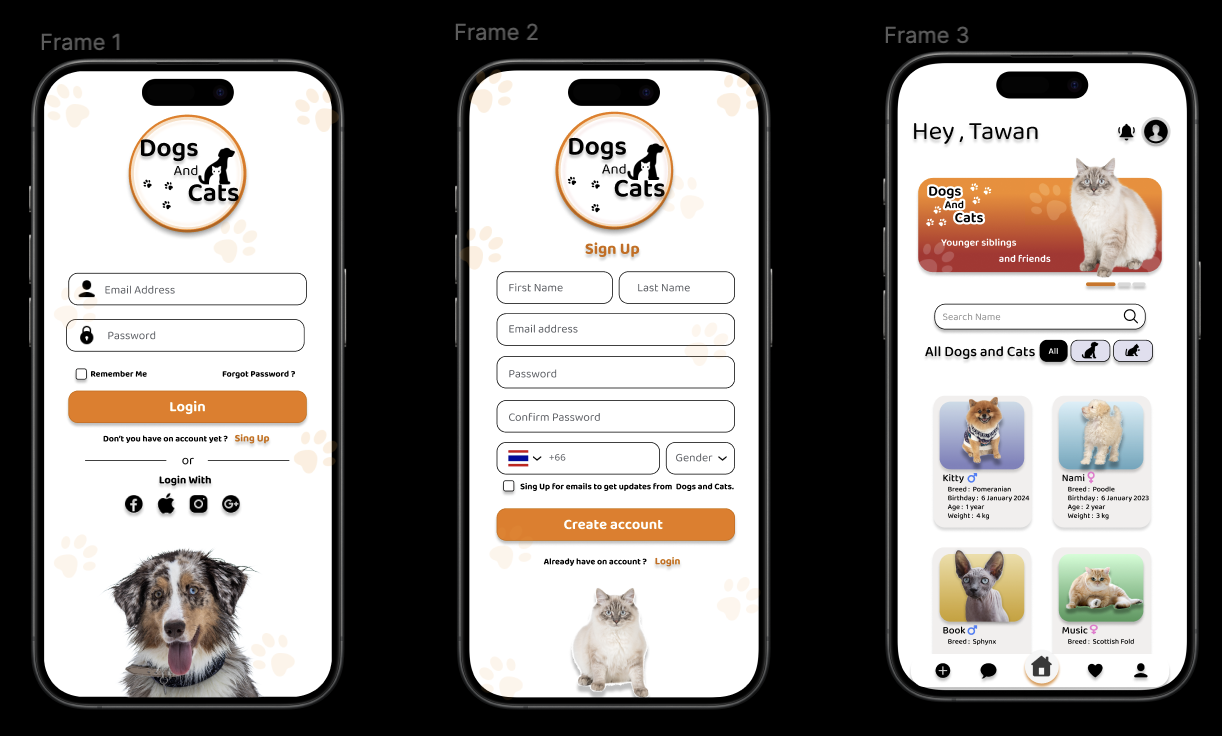 Frame 1
Dogs
And
Cats
Email Address
Password
Remember Me Forgot Password ?
Login
Don't you have on account yet ? Sing Up
or
Login With
Frame 2
Dogs
And
Cats
Sign Up
First Name Last Name
Email address
Password
Confirm Password
+66 Gender
Sing Up for emails to get updates from Dogs and Cats.
Create account
Already have on account ? Login
Frame 3
Hey , Tawan
Dogs
And
Cats
Younger siblings
and friends
Search Name
All Dogs and Cats All
Kitty
Breed : Pomeranian
Birthday : 6 January 2024
Age : 1 year
Weight : 4 kg
Nami
Breed : Poodle
Birthday : 6 January 2023
Age : 2 year
Weight : 3 kg
Book
Breed : Sphynx
Music
Breed : Scottish Fold